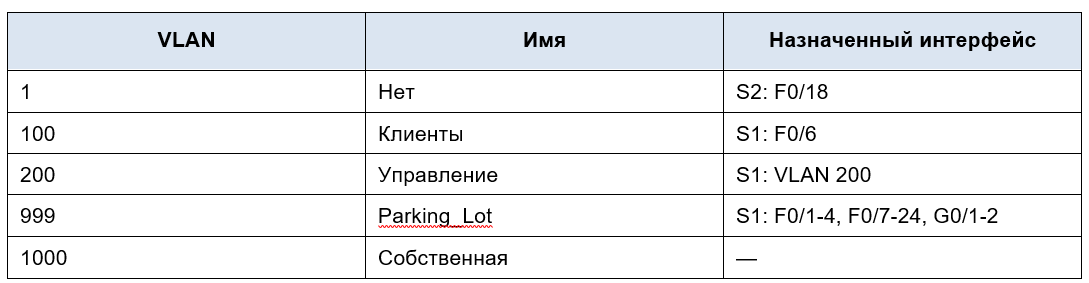 VLAN Имя Назначенный интерфейс
1 Нет S2: F0/18
100 Клиенты S1: F0/6
200 Управление S1: VLAN 200
999 Parking_Lot S1: F0/1-4, F0/7-24, G0/1-2
1000 Собственная —